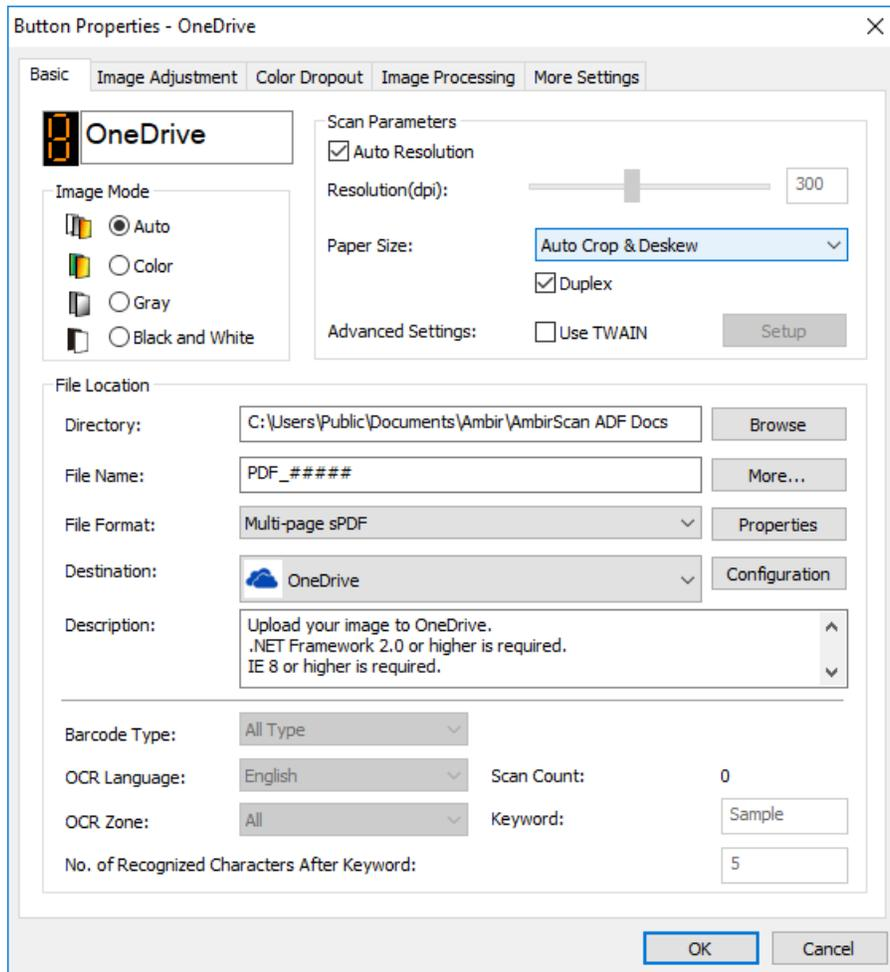 Button Properties - OneDrive
Basic Image Adjustment Color Dropout Image Processing More Settings
OneDrive
Image Mode
Auto
Color
Gray
Black and White
Scan Parameters
Auto Resolution
Resolution(dpi): 300
Paper Size: Auto Crop & Deskew
Duplex
Advanced Settings: Use TWAIN Setup
File Location
Directory: C:\Users\Public\Documents\Ambir\AmbirScan ADF Docs Browse
File Name: PDF_##### More...
File Format: Multi-page sPDF Properties
Destination: OneDrive Configuration
Description: Upload your image to OneDrive.
.NET Framework 2.0 or higher is required.
IE 8 or higher is required.
Barcode Type: All Type
OCR Language: English Scan Count: 0
OCR Zone: All Keyword: Sample
No. of Recognized Characters After Keyword: 5
OK Cancel